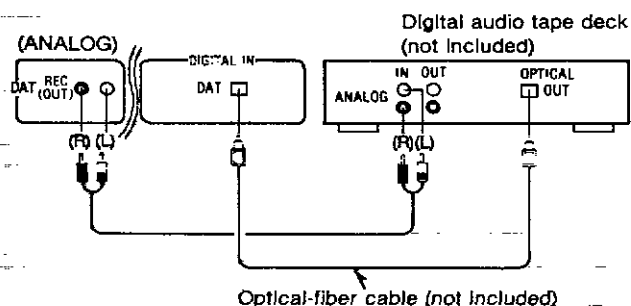 Digital audio tape deck
(not included)
(ANALOG)
DIGITAL IN
IN OUT
OPTICAL
OUT
DAT REC
(OUT)
DAT
ANALOG
(R) (L)
(R) (L)
Optical-fiber cable (not included)